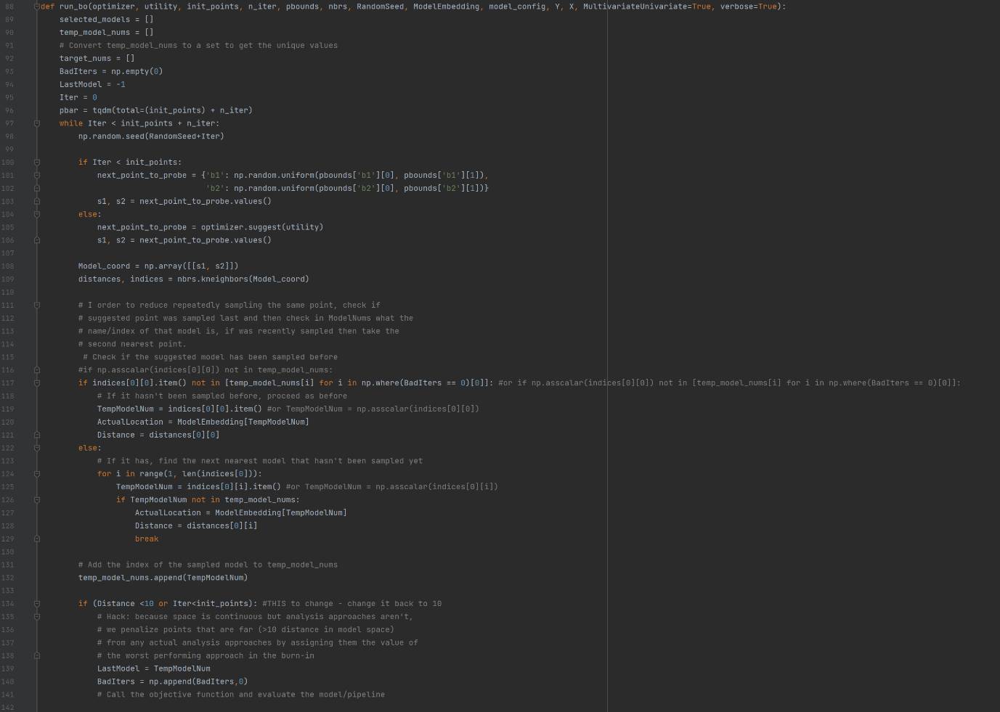 88 def run_bo(optimizer, utility, init_points, n_iter, pbounds, nbrs, RandomSeed, ModelEmbedding, model_config, Y, X, MultivariateUnivariate=True, verbose=True):
89 selected_models = []
90 temp_model_nums = []
91 # Convert temp_model_nums to a set to get the unique values
92 target_nums = []
93 BadIters = np.empty(0)
94 LastModel = -1
95 Iter = 0
96 pbar = tqdm(total=(init_points) + n_iter)
97 while Iter < init_points + n_iter:
98 np.random.seed(RandomSeed+Iter)
99
100 if Iter < init_points:
101 next_point_to_probe = {'b1': np.random.uniform(pbounds['b1'][0], pbounds['b1'][1]),
102 'b2': np.random.uniform(pbounds['b2'][0], pbounds['b2'][1])}
103 s1, s2 = next_point_to_probe.values()
104 else:
105 next_point_to_probe = optimizer.suggest(utility)
106 s1, s2 = next_point_to_probe.values()
107
108 Model_coord = np.array([[s1, s2]])
109 distances, indices = nbrs.kneighbors(Model_coord)
110
111 # I order to reduce repeatedly sampling the same point, check if
112 # suggested point was sampled last and then check in ModelNums what the
113 # name/index of that model is, if was recently sampled then take the
114 # second nearest point.
115 # Check if the suggested model has been sampled before
116 #if np.asscalar(indices[0][0]) not in temp_model_nums:
117 if indices[0][0].item() not in [temp_model_nums[i] for i in np.where(BadIters == 0)[0]]: #or if np.asscalar(indices[0][0]) not in [temp_model_nums[i] for i in np.where(BadIters == 0)[0]]:
118 # If it hasn't been sampled before, proceed as before
119 TempModelNum = indices[0][0].item() #or TempModelNum = np.asscalar(indices[0][0])
120 ActualLocation = ModelEmbedding[TempModelNum]
121 Distance = distances[0][0]
122 else:
123 # If it has, find the next nearest model that hasn't been sampled yet
124 for i in range(1, len(indices[0])):
125 TempModelNum = indices[0][i].item() #or TempModelNum = np.asscalar(indices[0][i])
126 if TempModelNum not in temp_model_nums:
127 ActualLocation = ModelEmbedding[TempModelNum]
128 Distance = distances[0][i]
129 break
130
131 # Add the index of the sampled model to temp_model_nums
132 temp_model_nums.append(TempModelNum)
133
134 if (Distance <10 or Iter<init_points): #THIS to change - change it back to 10
135 # Hack: because space is continuous but analysis approaches aren't,
136 # we penalize points that are far (>10 distance in model space)
137 # from any actual analysis approaches by assigning them the value of
138 # the worst performing approach in the burn-in
139 LastModel = TempModelNum
140 BadIters = np.append(BadIters,0)
141 # Call the objective function and evaluate the model/pipeline
142